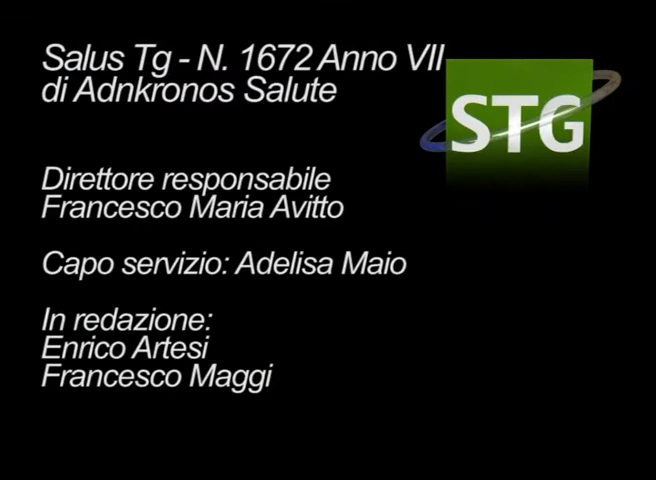 Salus Tg - N. 1672 Anno VII
di Adnkronos Salute
STG
Direttore responsabile
Francesco Maria Avitto
Capo servizio: Adelisa Maio
In redazione:
Enrico Artesi
Francesco Maggi